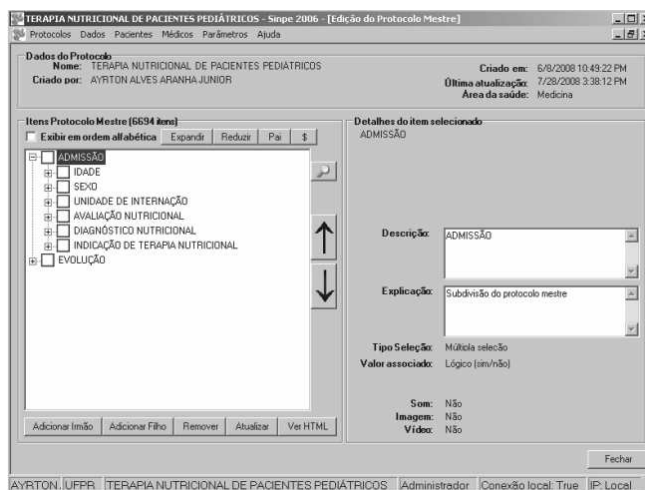 TERAPIA NUTRICIONAL DE PACIENTES PEDIÁTRICOS - Sinpe 2006 - [Edição do Protocolo Mestre]
Protocolos Dados Pacientes Médicos Parâmetros Ajuda
Dados do Protocolo
Nome: TERAPIA NUTRICIONAL DE PACIENTES PEDIÁTRICOS
Criado por: AYRTON ALVES ARANHA JUNIOR
Criado em: 6/8/2008 10:49:22 PM
Última atualização: 7/28/2008 3:38:12 PM
Área da saúde: Medicina
Itens Protocolo Mestre (6694 itens)
Exibir em ordem alfabética Expandir Reduzir Pai $
ADMISSÃO
IDADE
SEXO
UNIDADE DE INTERNAÇÃO
AVALIAÇÃO NUTRICIONAL
DIAGNÓSTICO NUTRICIONAL
INDICAÇÃO DE TERAPIA NUTRICIONAL
EVOLUÇÃO
Adicionar Irmão Adicionar Filho Remover Atualizar Ver HTML
Detalhes do item selecionado
ADMISSÃO
Descrição: ADMISSÃO
Explicação: Subdivisão do protocolo mestre
Tipo Seleção: Múltipla selecão
Valor associado: Lógico (sim/não)
Som: Não
Imagem: Não
Vídeo: Não
Fechar
AYRTON. UFPR TERAPIA NUTRICIONAL DE PACIENTES PEDIÁTRICOS Administrador Conexão local: True IP: Local